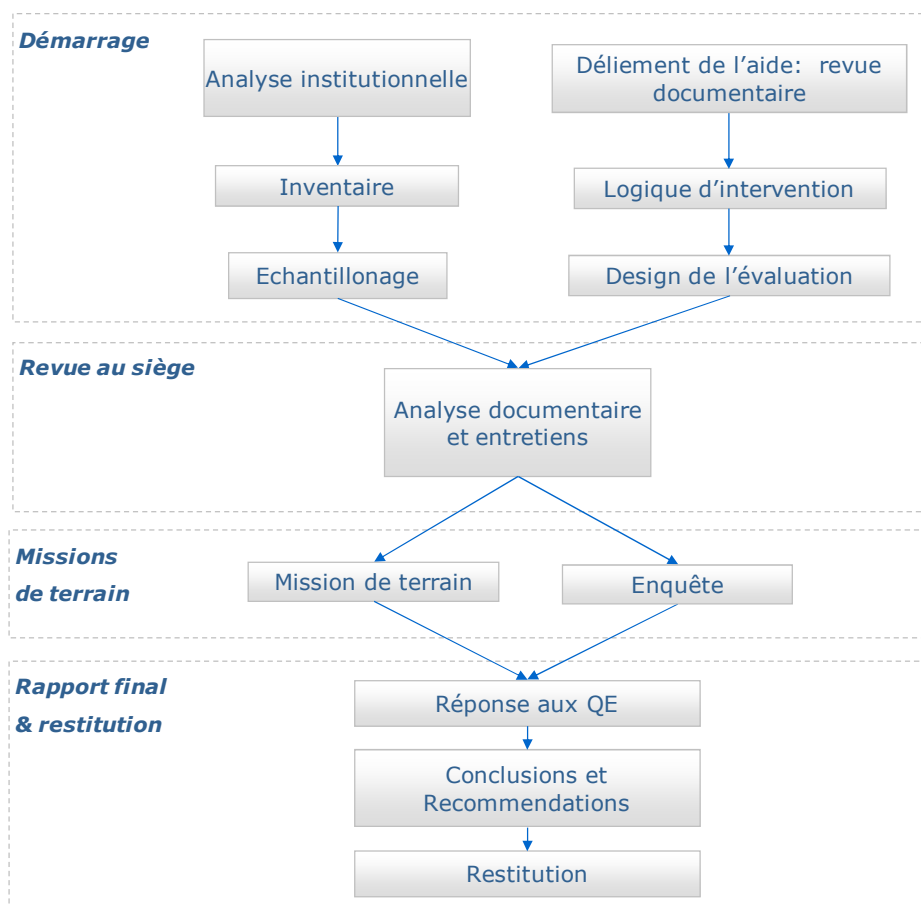 Démarrage
Analyse institutionnelle
Déliement de l’aide: revue
documentaire
Inventaire
Logique d’intervention
Echantillonage
Design de l’évaluation
Revue au siège
Analyse documentaire
et entretiens
Missions
de terrain
Mission de terrain
Enquête
Rapport final
& restitution
Réponse aux QE
Conclusions et
Recommendations
Restitution